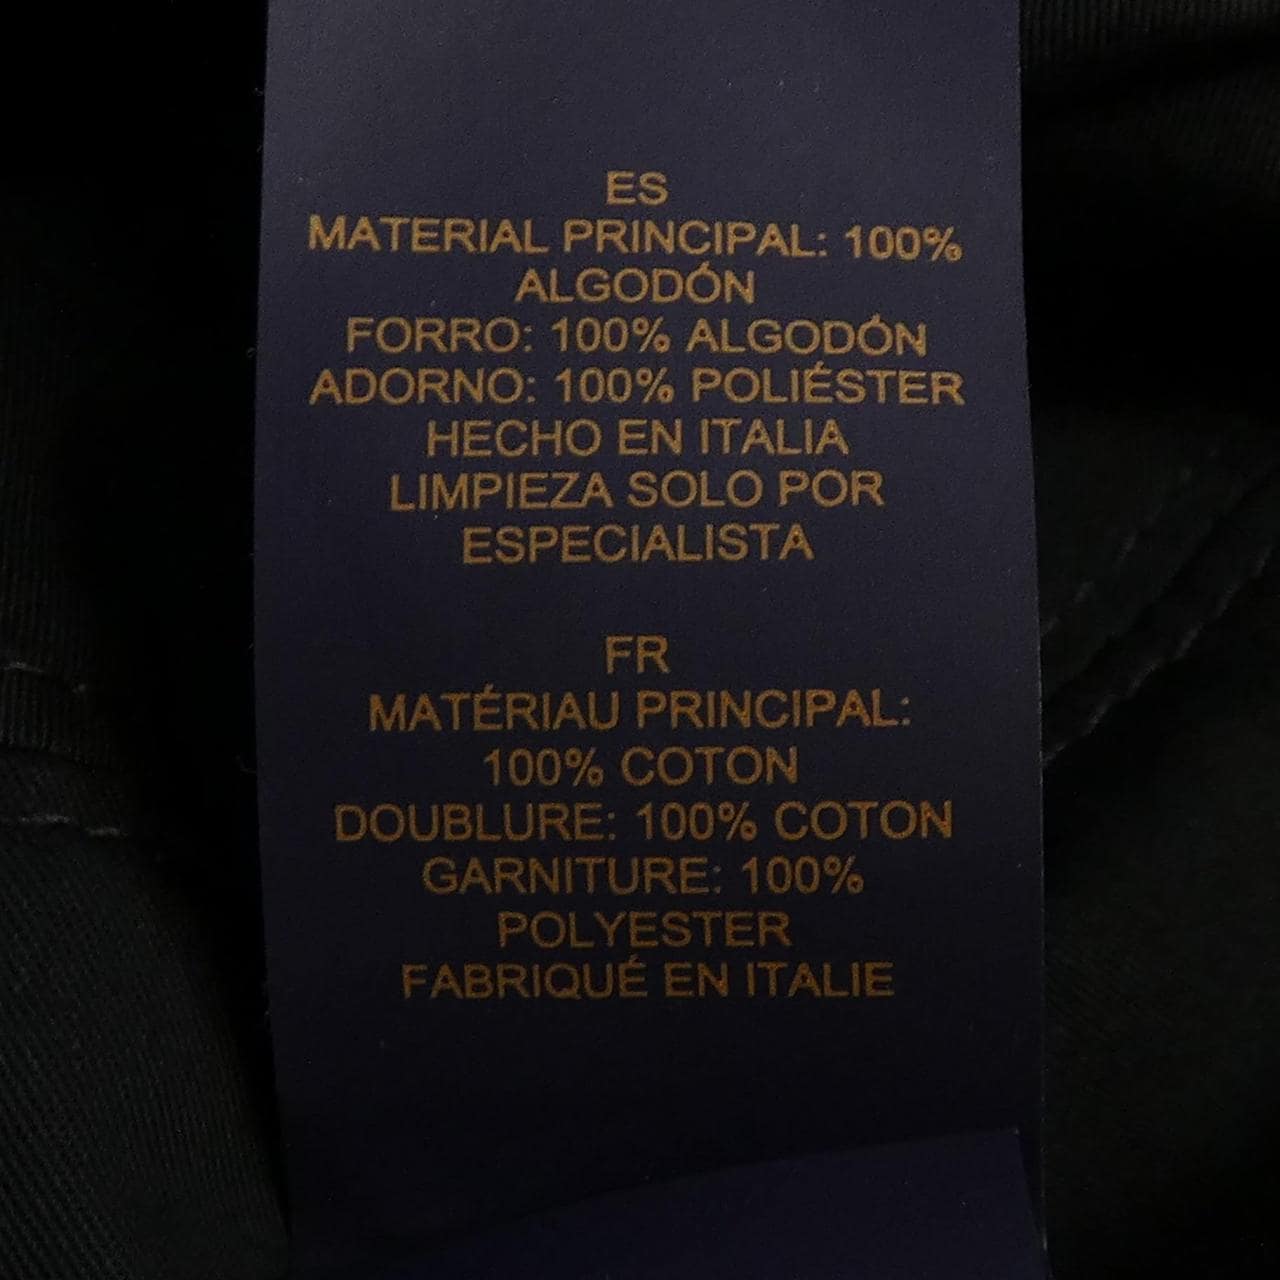 ES
MATERIAL PRINCIPAL: 100%
ALGODÓN
FORRO: 100% ALGODÓN
ADORNO: 100% POLIÉSTER
HECHO EN ITALIA
LIMPIEZA SOLO POR
ESPECIALISTA
FR
MATÉRIAU PRINCIPAL:
100% COTON
DOUBLURE: 100% COTON
GARNITURE: 100%
POLYESTER
FABRIQUÉ EN ITALIE